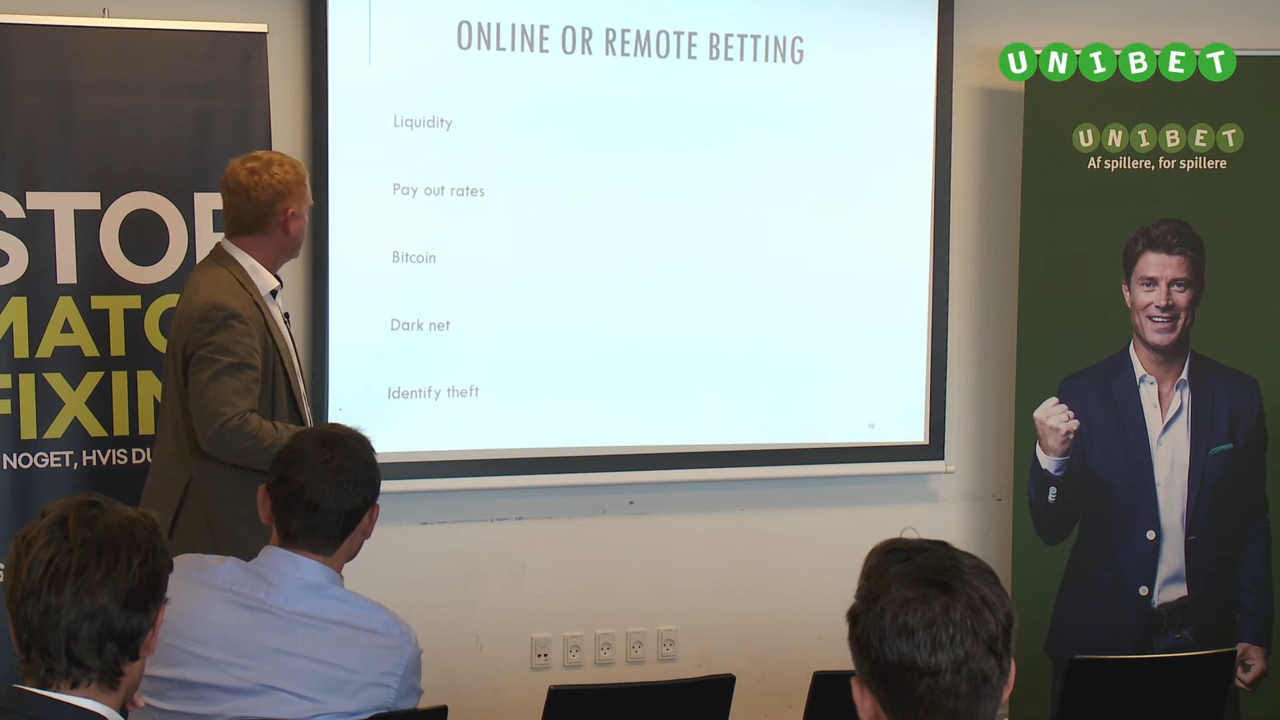 ONLINE OR REMOTE BETTING
Liquidity
Pay out rates
Bitcoin
Dark net
Identify theft
19
STOP
MATC
FIXIN
NOGET, HVIS DU
UNIBET
UNIBET
Af spillere, for spillere